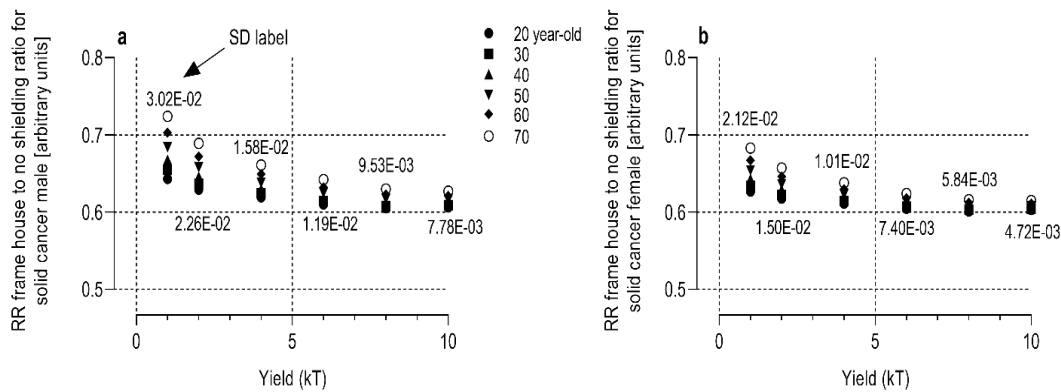 a
SD label
RR frame house to no shielding ratio for
solid cancer male [arbitrary units]
0.8
0.7
0.6
0.5
3.02E-02
2.26E-02
1.58E-02
1.19E-02
9.53E-03
7.78E-03
0
5
10
Yield (kT)
20 year-old
30
40
50
60
70
b
RR frame house to no shielding ratio for
solid cancer female [arbitrary units]
0.8
0.7
0.6
0.5
2.12E-02
1.50E-02
1.01E-02
7.40E-03
5.84E-03
4.72E-03
0
5
10
Yield (kT)